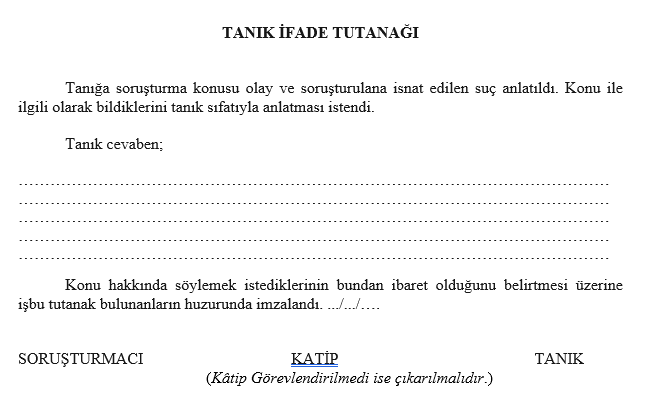 TANIK İFADE TUTANAĞI
Tanığa soruşturma konusu olay ve soruşturulana isnat edilen suç anlatıldı. Konu ile
ilgili olarak bildiklerini tanık sıfatıyla anlatması istendi.
Tanık cevaben;
.........................................................................................................................
.........................................................................................................................
.........................................................................................................................
.........................................................................................................................
.........................................................................................................................
Konu hakkında söylemek istediklerinin bundan ibaret olduğunu belirtmesi üzerine
işbu tutanak bulunanların huzurunda imzalandı. .../.../….
SORUŞTURMACI KATİP TANIK
(Kâtip Görevlendirilmedi ise çıkarılmalıdır.)